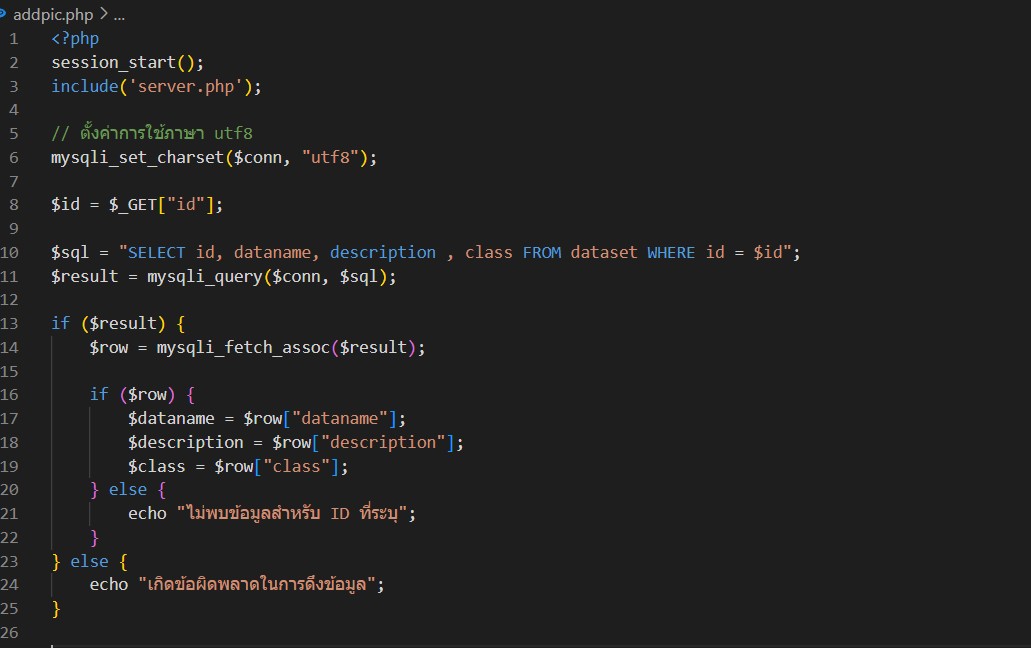 addpic.php > ...
1 <?php
2 session_start();
3 include('server.php');
4
5 // ตั้งค่าการใช้ภาษา utf8
6 mysqli_set_charset($conn, "utf8");
7
8 $id = $_GET["id"];
9
10 $sql = "SELECT id, dataname, description , class FROM dataset WHERE id = $id";
11 $result = mysqli_query($conn, $sql);
12
13 if ($result) {
14     $row = mysqli_fetch_assoc($result);
15
16     if ($row) {
17         $dataname = $row["dataname"];
18         $description = $row["description"];
19         $class = $row["class"];
20     } else {
21         echo "ไม่พบข้อมูลสำหรับ ID ที่ระบุ";
22     }
23 } else {
24     echo "เกิดข้อผิดพลาดในการดึงข้อมูล";
25 }
26